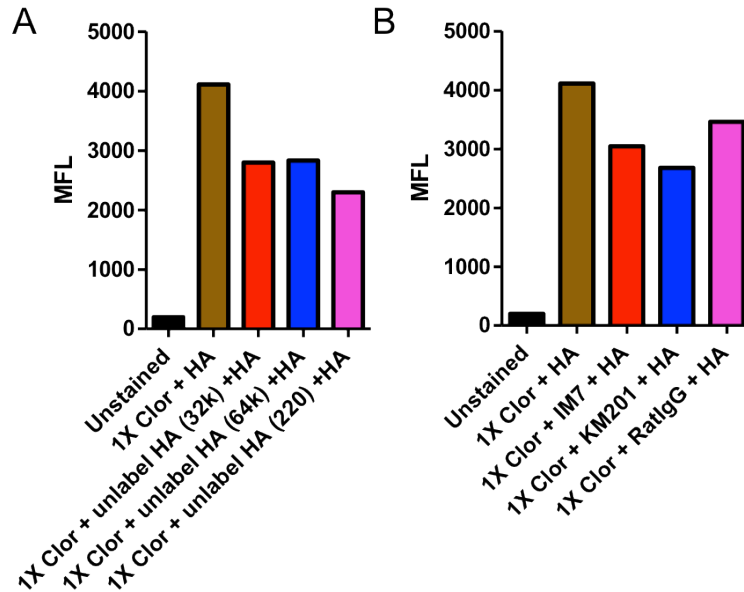 A
MFL
5000
4000
3000
2000
1000
0
Unstained
1X Clor + HA
1X Clor + unlabel HA (32k) +HA
1X Clor + unlabel HA (64k) +HA
1X Clor + unlabel HA (220) +HA
B
MFL
5000
4000
3000
2000
1000
0
Unstained
1X Clor + HA
1X Clor + IM7 + HA
1X Clor + KM201 + HA
1X Clor + RatIgG + HA